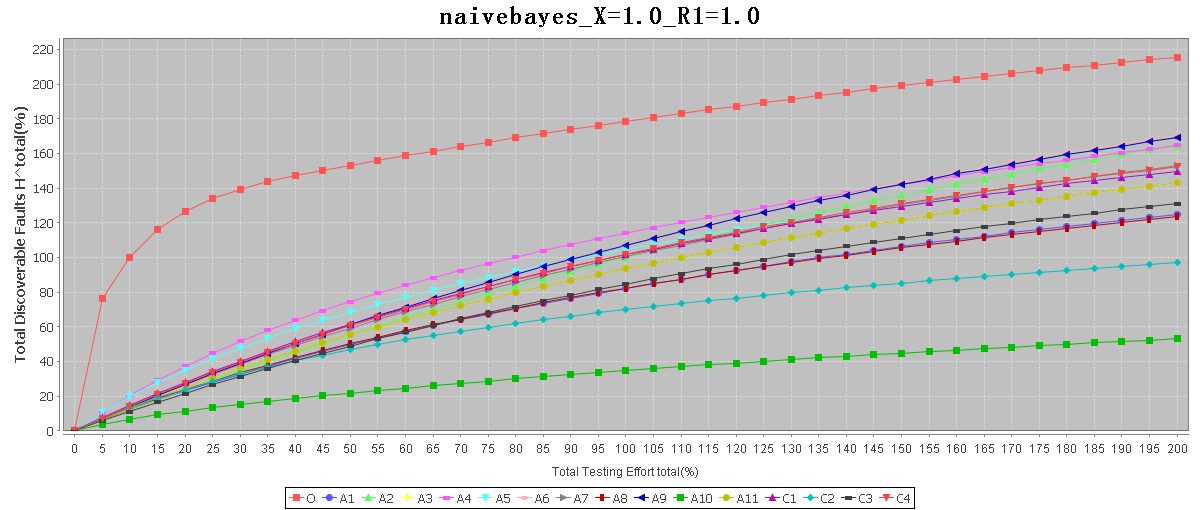 naivebayes_X=1.0_R1=1.0
Total Discoverable Faults H^total(%)
220
200
180
160
140
120
100
80
60
40
20
0
0 5 10 15 20 25 30 35 40 45 50 55 60 65 70 75 80 85 90 95 100 105 110 115 120 125 130 135 140 145 150 155 160 165 170 175 180 185 190 195 200
Total Testing Effort total(%)
O A1 A2 A3 A4 A5 A6 A7 A8 A9 A10 A11 C1 C2 C3 C4